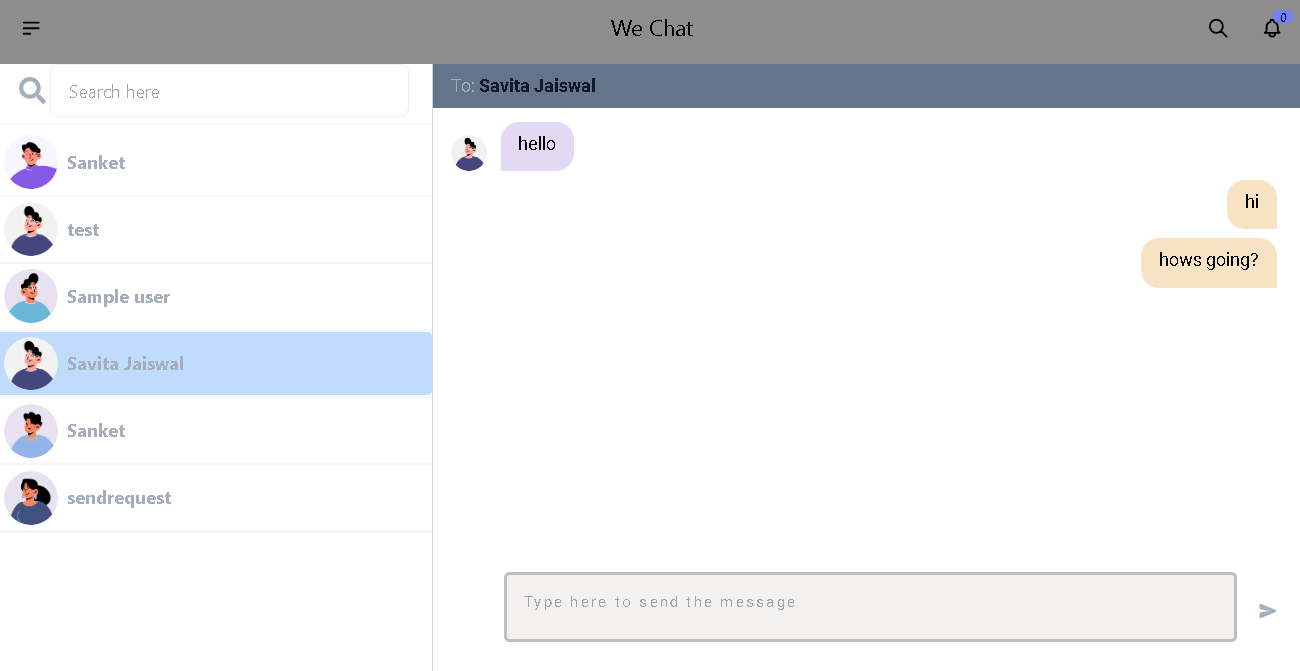 We Chat
0
Search here
Sanket
test
Sample user
Savita Jaiswal
Sanket
sendrequest
To: Savita Jaiswal
hello
hi
hows going?
Type here to send the message